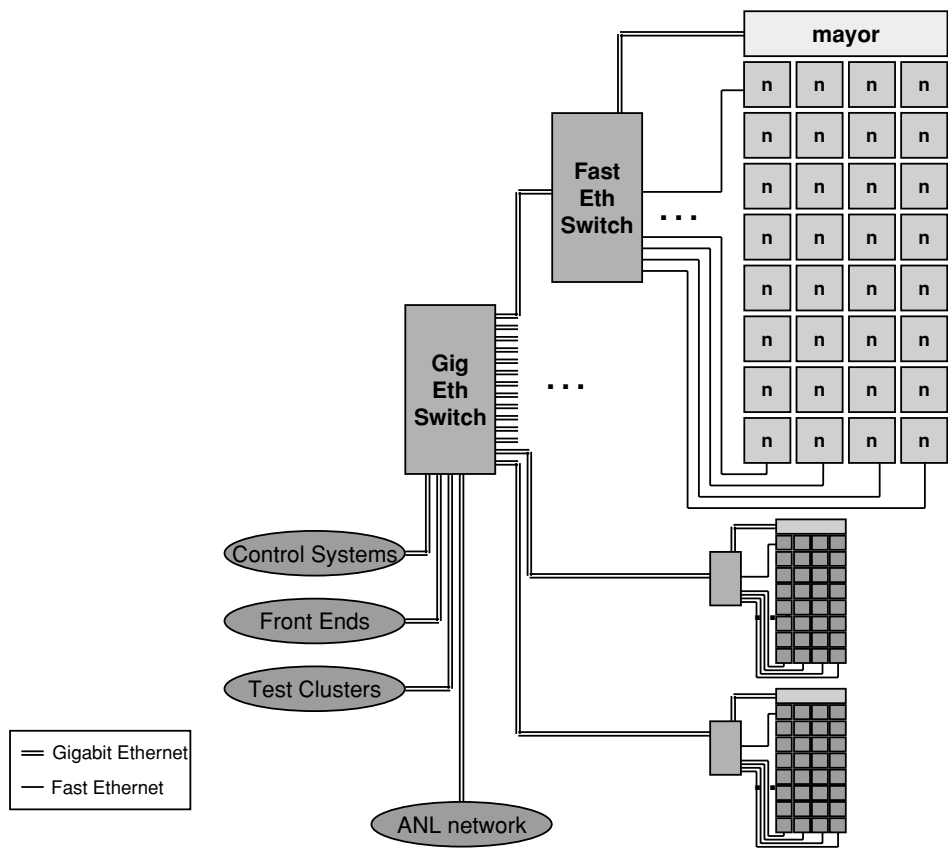 mayor
n n n n
n n n n
n n n n
n n n n
n n n n
n n n n
n n n n
n n n n
Fast
Eth
Switch
...
Gig
Eth
Switch
...
Control Systems
Front Ends
Test Clusters
ANL network
Gigabit Ethernet
Fast Ethernet